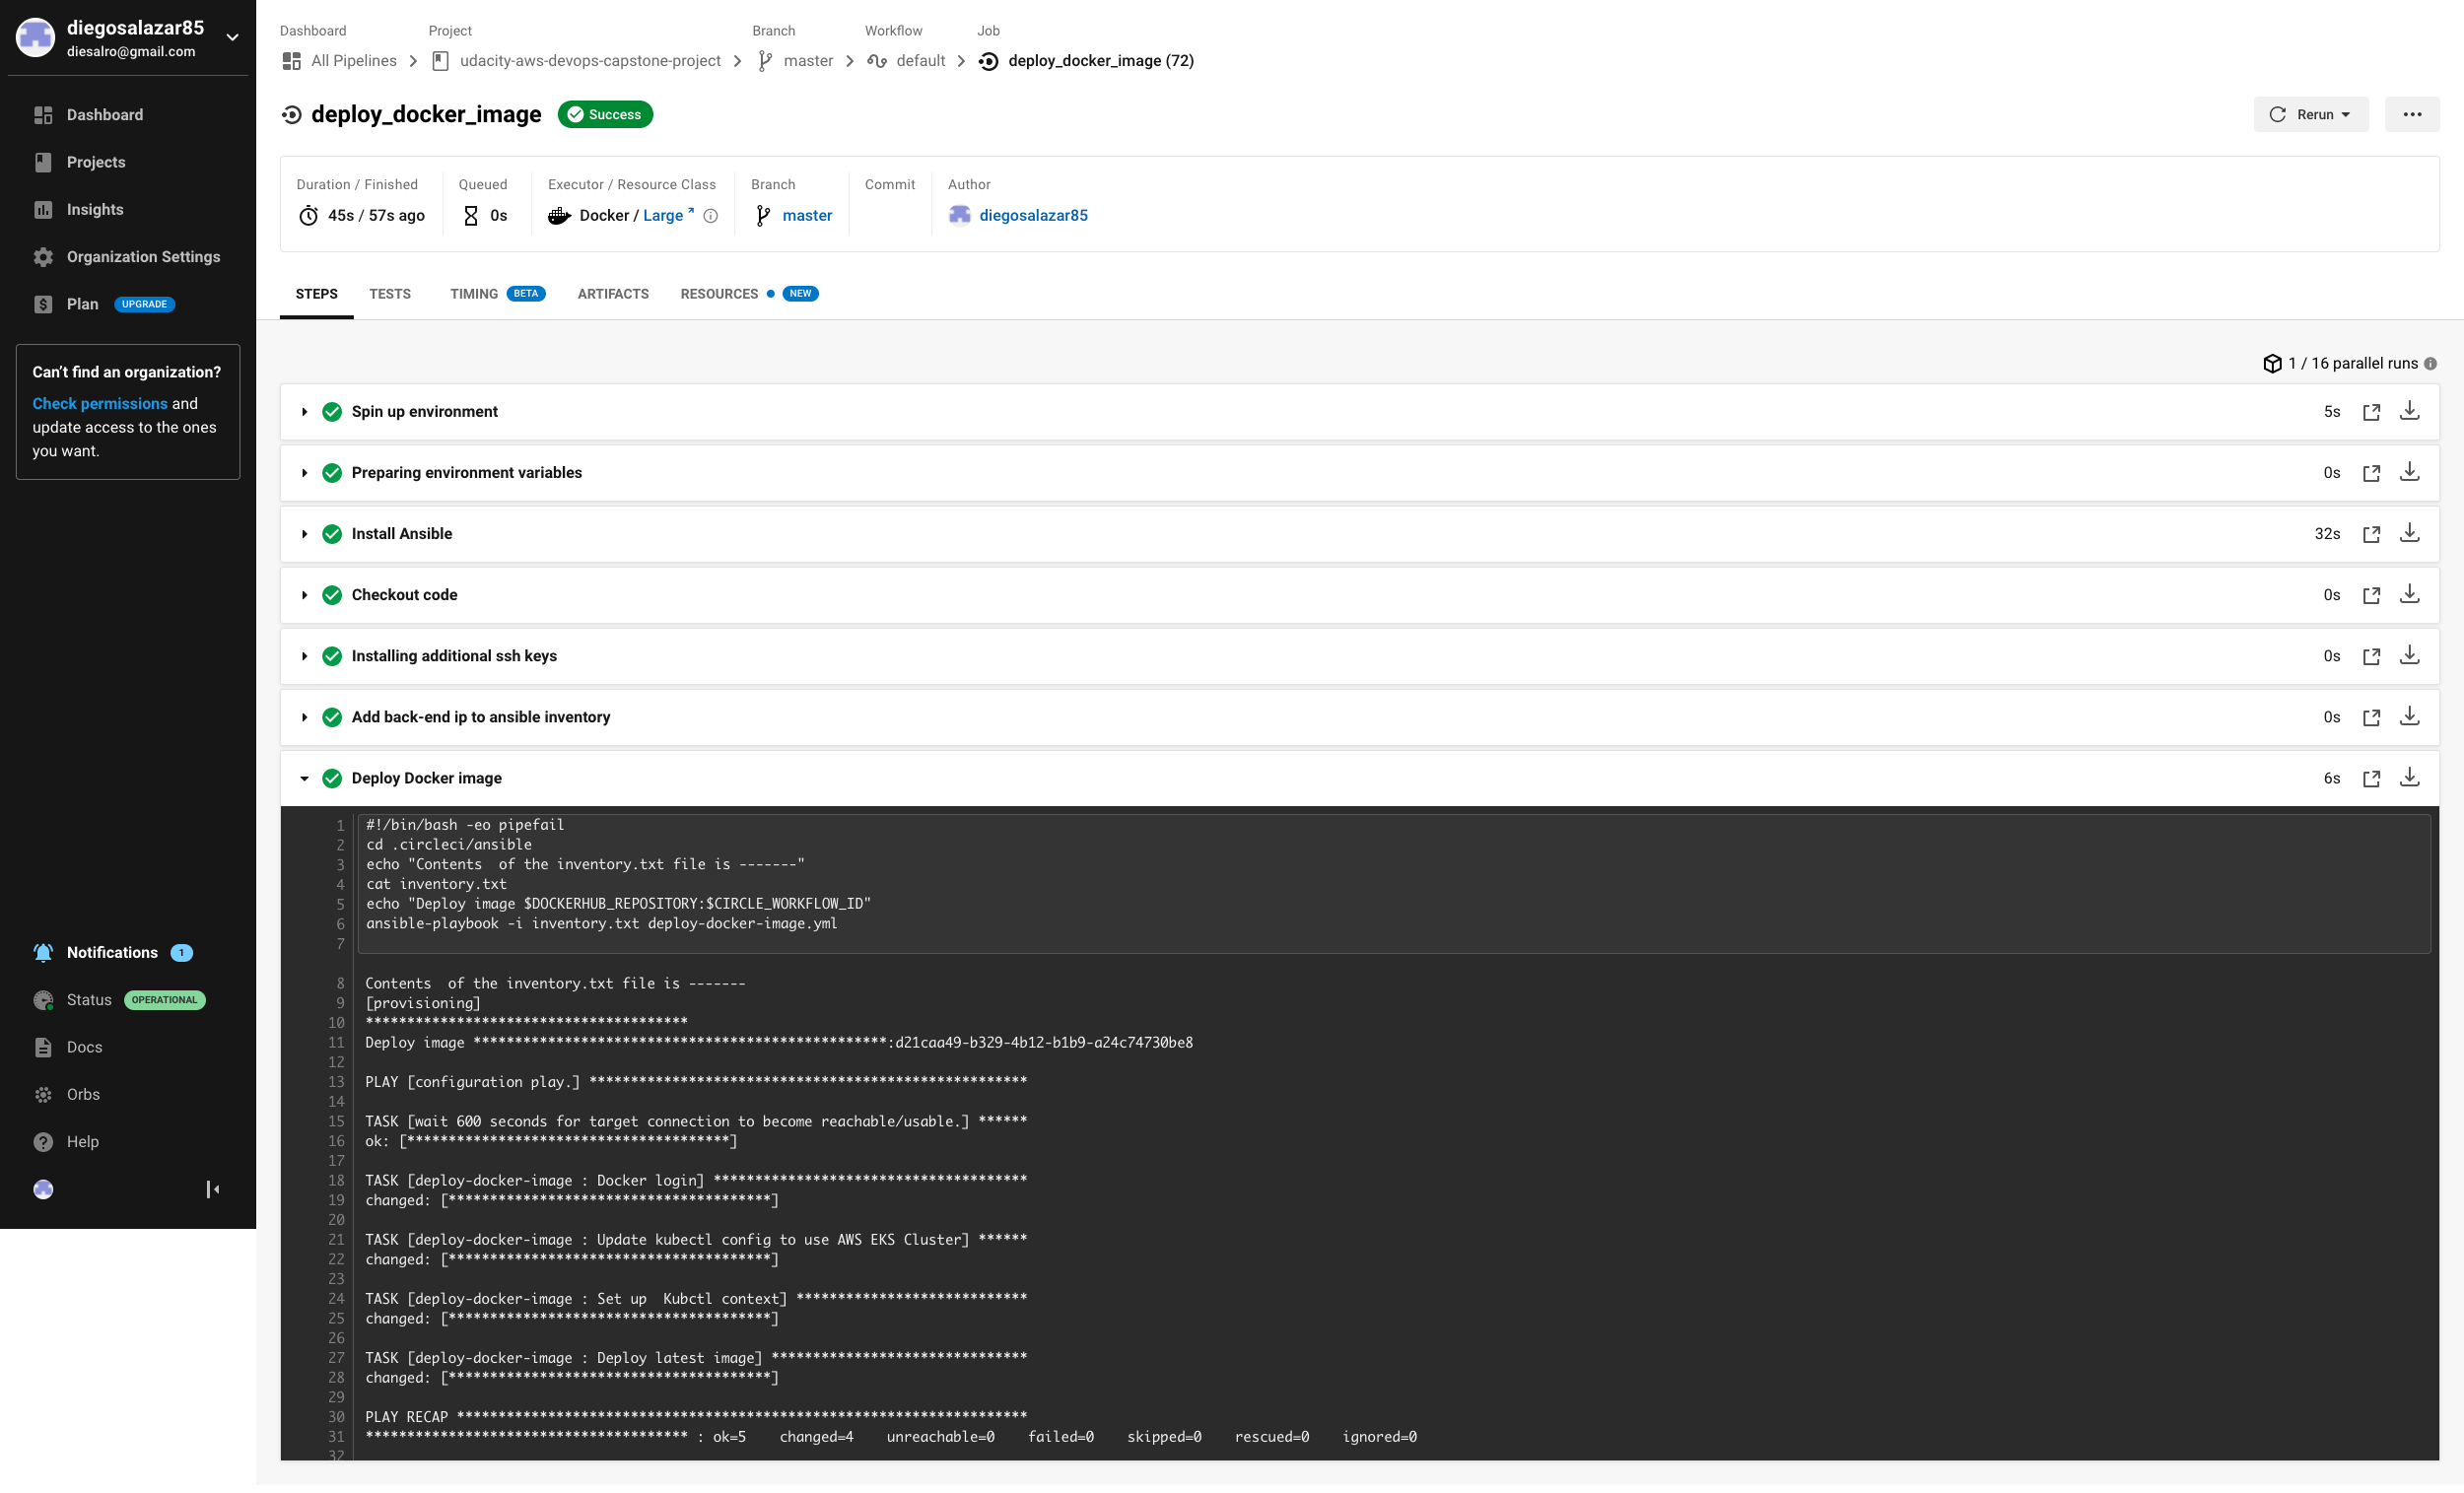 diegosalazar85
diesalro@gmail.com
Dashboard
Projects
Insights
Organization Settings
Plan UPGRADE
Can't find an organization?
Check permissions and
update access to the ones
you want.
Notifications 1
Status OPERATIONAL
Docs
Orbs
Help
Dashboard Project Branch Workflow Job
All Pipelines udacity-aws-devops-capstone-project master default deploy_docker_image (72)
deploy_docker_image Success
Rerun
Duration / Finished Queued Executor / Resource Class Branch Commit Author
45s / 57s ago 0s Docker / Large master diegosalazar85
STEPS TESTS TIMING BETA ARTIFACTS RESOURCES NEW
1 / 16 parallel runs
Spin up environment 5s
Preparing environment variables 0s
Install Ansible 32s
Checkout code 0s
Installing additional ssh keys 0s
Add back-end ip to ansible inventory 0s
Deploy Docker image 6s
1 #!/bin/bash -eo pipefail
2 cd .circleci/ansible
3 echo "Contents  of the inventory.txt file is -------"
4 cat inventory.txt
5 echo "Deploy image $DOCKERHUB_REPOSITORY:$CIRCLE_WORKFLOW_ID"
6 ansible-playbook -i inventory.txt deploy-docker-image.yml
7
8 Contents  of the inventory.txt file is -------
9 [provisioning]
10 ***************************************
11 Deploy image **************************************************:d21caa49-b329-4b12-b1b9-a24c74730be8
12
13 PLAY [configuration play.] *****************************************************
14
15 TASK [wait 600 seconds for target connection to become reachable/usable.] ******
16 ok: [***************************************]
17
18 TASK [deploy-docker-image : Docker login] **************************************
19 changed: [***************************************]
20
21 TASK [deploy-docker-image : Update kubectl config to use AWS EKS Cluster] ******
22 changed: [***************************************]
23
24 TASK [deploy-docker-image : Set up  Kubctl context] ****************************
25 changed: [***************************************]
26
27 TASK [deploy-docker-image : Deploy latest image] *******************************
28 changed: [***************************************]
29
30 PLAY RECAP *********************************************************************
31 *************************************** : ok=5    changed=4    unreachable=0    failed=0    skipped=0    rescued=0    ignored=0
32